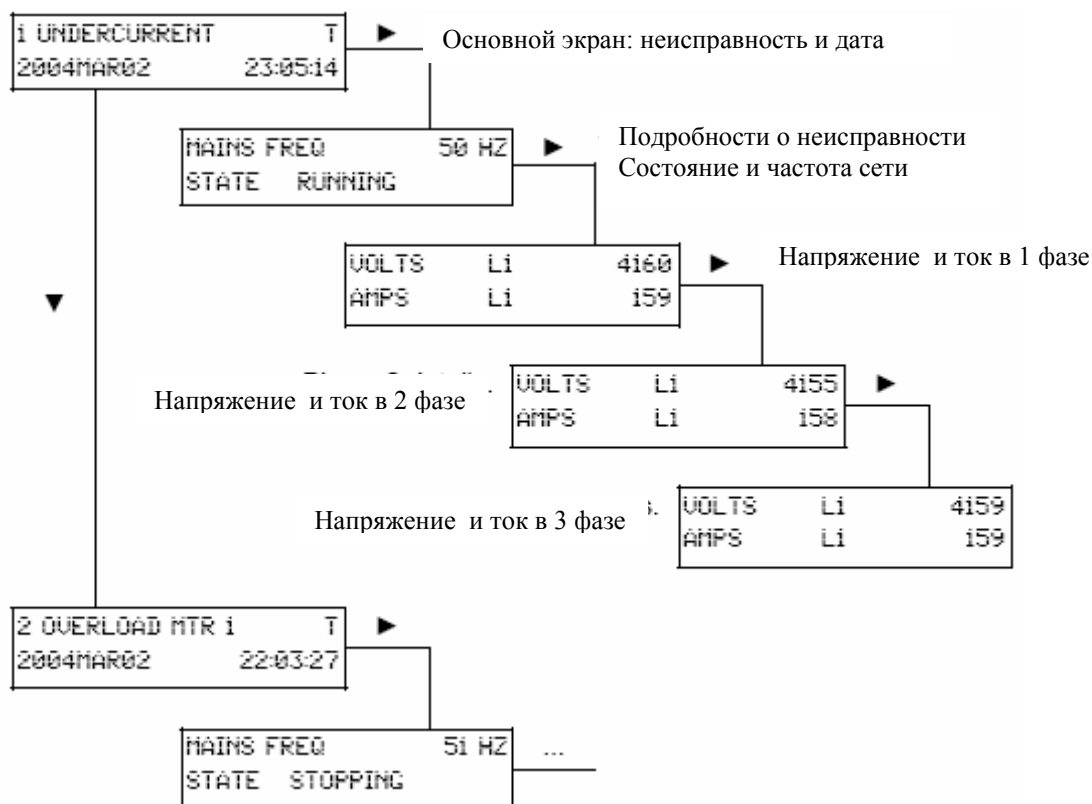 1 UNDERCURRENT T
2004MAR02 23:05:14
Основной экран: неисправность и дата
MAINS FREQ 50 HZ
STATE RUNNING
Подробности о неисправности
Состояние и частота сети
VOLTS L1 4160
AMPS L1 159
Напряжение и ток в 1 фазе
VOLTS L1 4155
AMPS L1 158
Напряжение и ток в 2 фазе
VOLTS L1 4159
AMPS L1 159
Напряжение и ток в 3 фазе
2 OVERLOAD MTR 1 T
2004MAR02 22:03:27
MAINS FREQ 51 HZ ...
STATE STOPPING